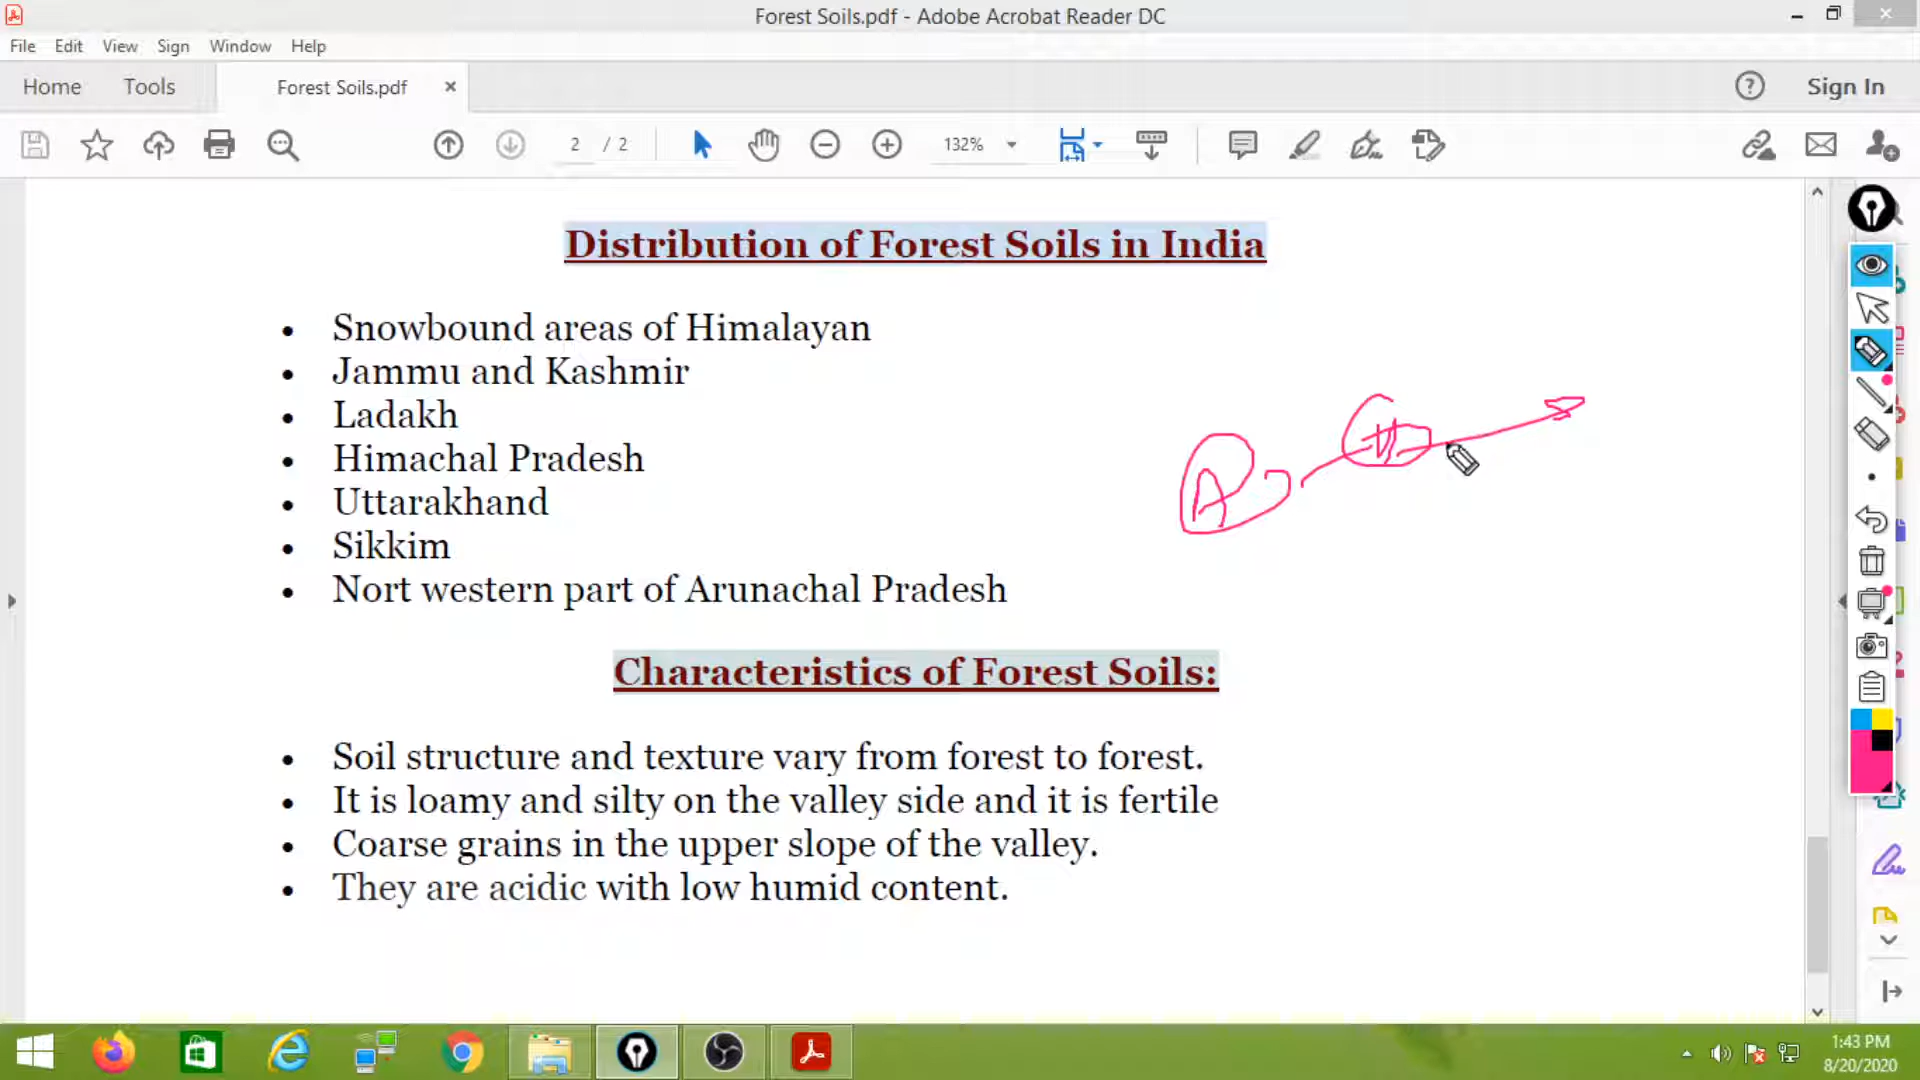 Forest Soils.pdf - Adobe Acrobat Reader DC
File Edit View Sign Window Help
Home Tools Forest Soils.pdf × Sign In
2 / 2 132%
Distribution of Forest Soils in India
• Snowbound areas of Himalayan
• Jammu and Kashmir
• Ladakh
• Himachal Pradesh
• Uttarakhand
• Sikkim
• Nort western part of Arunachal Pradesh
Characteristics of Forest Soils:
• Soil structure and texture vary from forest to forest.
• It is loamy and silty on the valley side and it is fertile
• Coarse grains in the upper slope of the valley.
• They are acidic with low humid content.
A
1:43 PM
8/20/2020